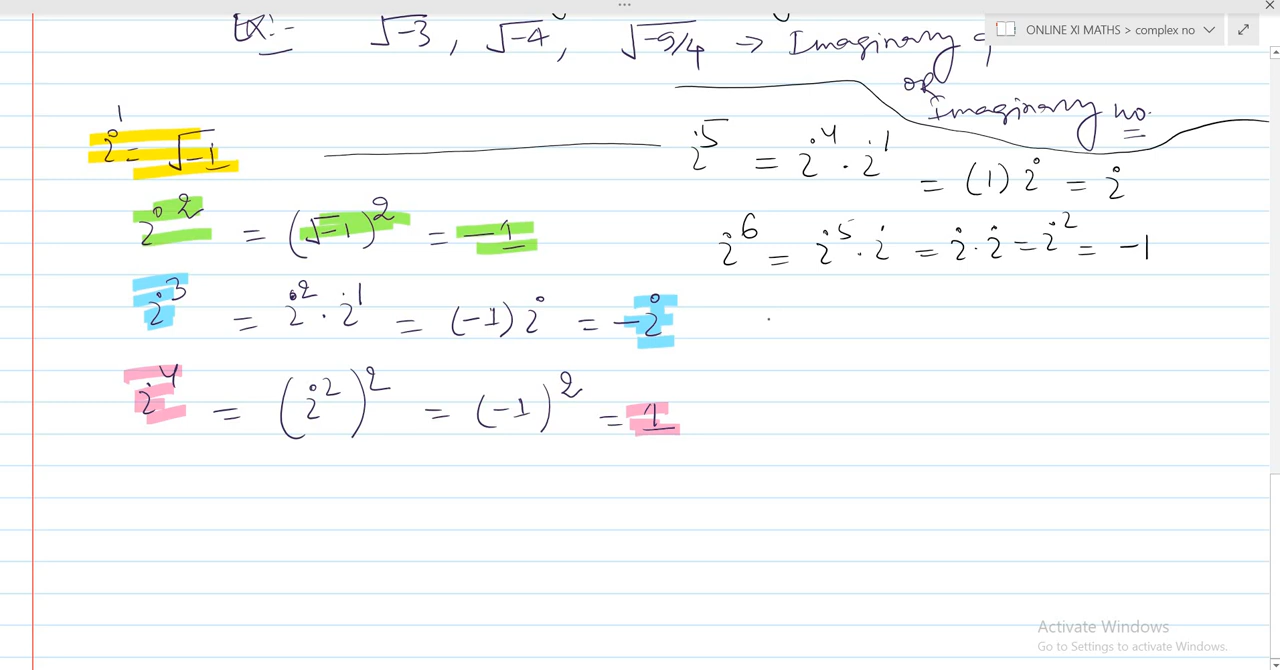 ONLINE XI MATHS > complex no
Ex:- √-3 , √-4 , √-5/4 → Imaginary
OR
Imaginary no.
i¹ = √-1
i² = (√-1)² = -1
i³ = i² · i¹ = (-1) i = -i
i⁴ = (i²)² = (-1)² = 1
i⁵ = i⁴ · i¹ = (1) i = i
i⁶ = i⁵ · i = i · i = i² = -1
Activate Windows
Go to Settings to activate Windows.